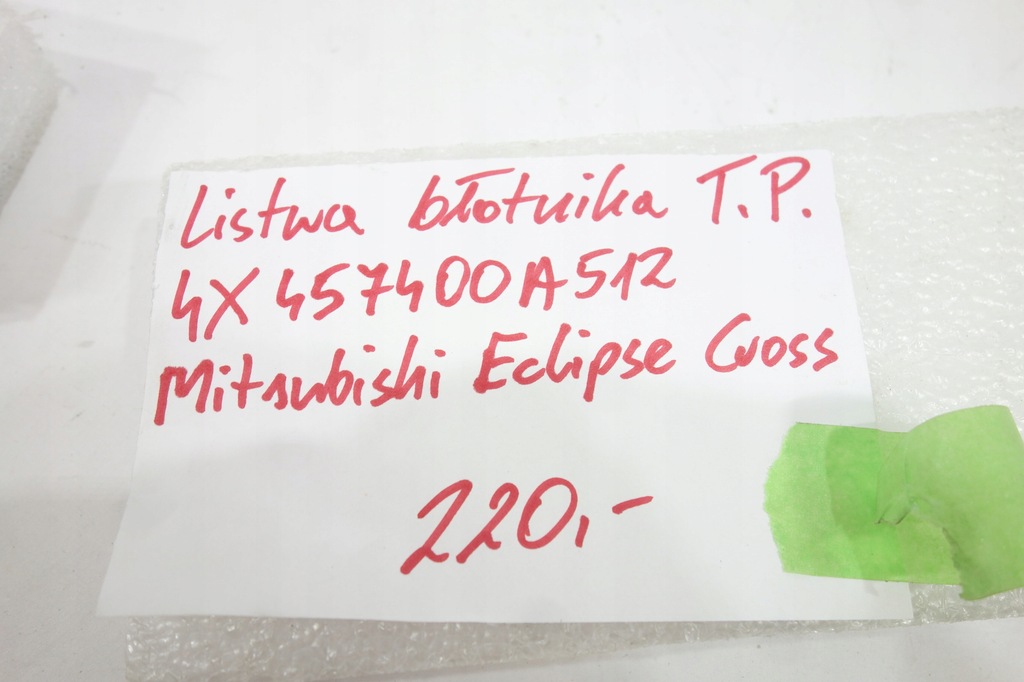 Listwa błotnika T.P.
4X457400A512
Mitsubishi Eclipse Cross
220,-